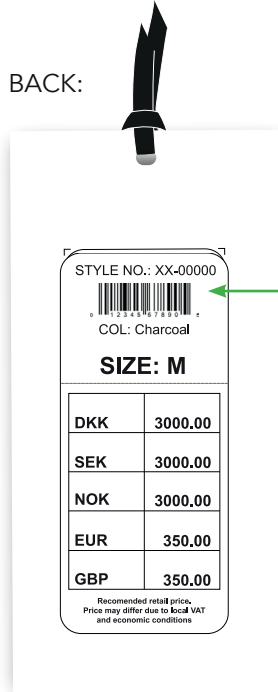 BACK:
STYLE NO.: XX-00000
0 12345 67890 5
COL: Charcoal
SIZE: M
DKK 3000.00
SEK 3000.00
NOK 3000.00
EUR 350.00
GBP 350.00
Recomended retail price.
Price may differ due to local VAT
and economic conditions